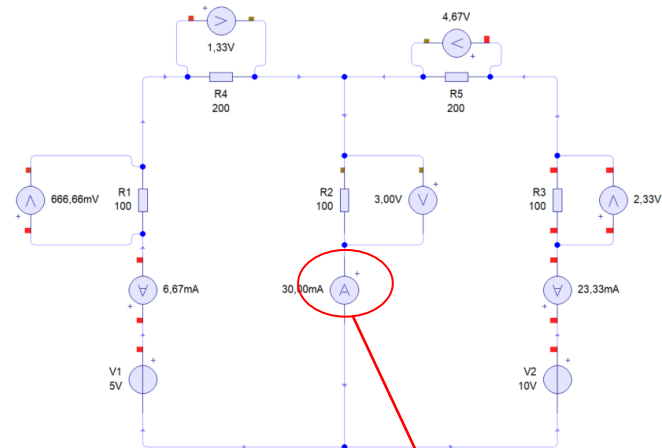 +
1,33V
R4
200
4,67V
+
R5
200
666,66mV
+
R1
100
R2
100
3,00V
+
R3
100
2,33V
+
+
6,67mA
+
30,00mA
A
+
23,33mA
A
+
V1
5V
+
V2
10V